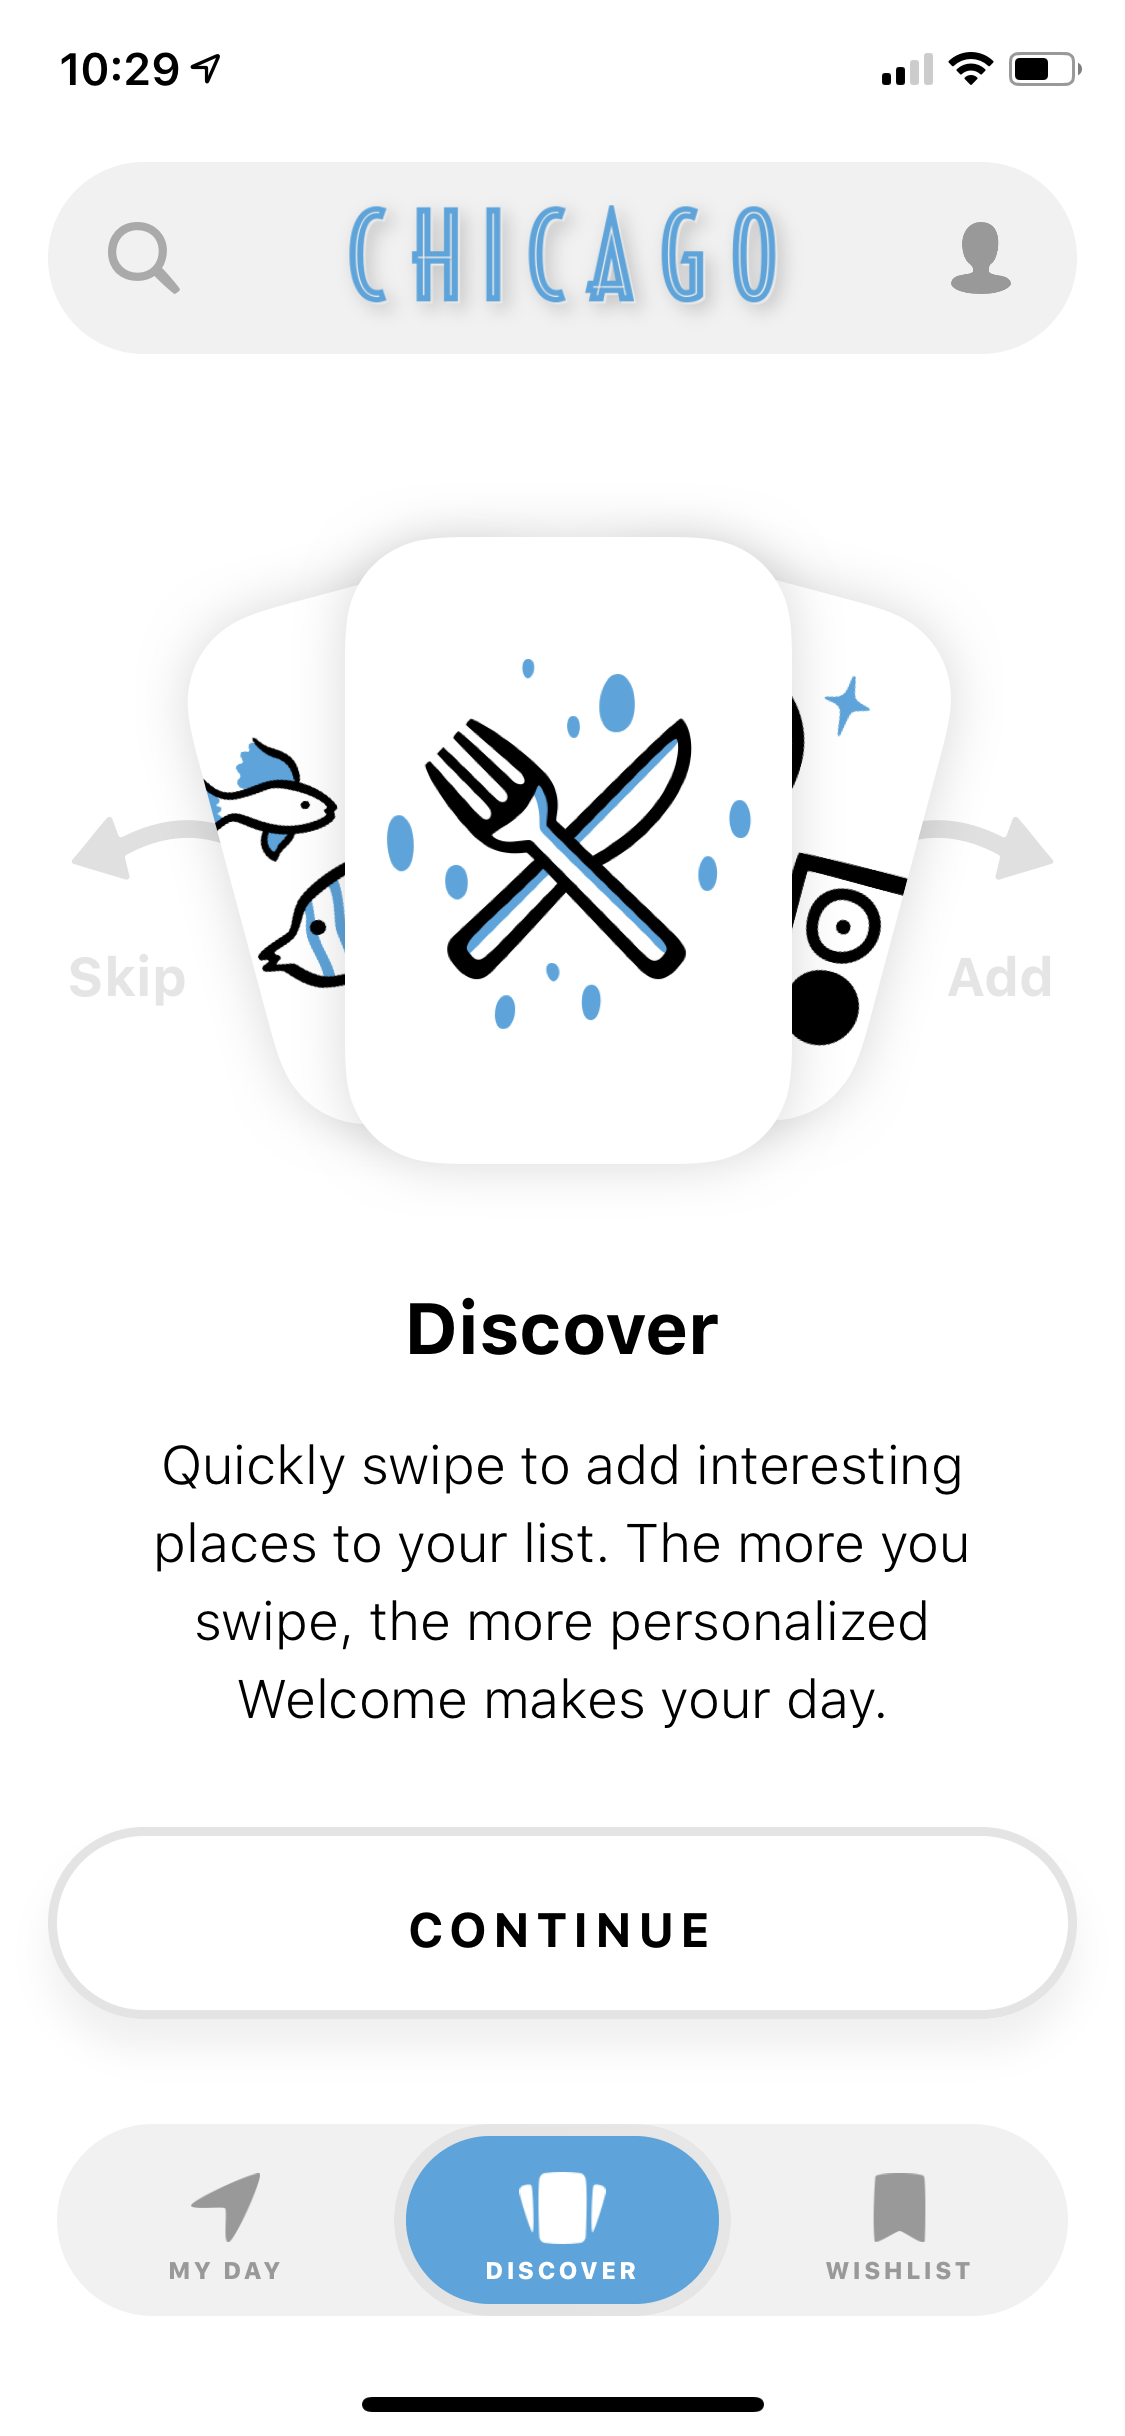 10:29
CHICAGO
Skip
Add
Discover
Quickly swipe to add interesting
places to your list. The more you
swipe, the more personalized
Welcome makes your day.
CONTINUE
MY DAY
DISCOVER
WISHLIST